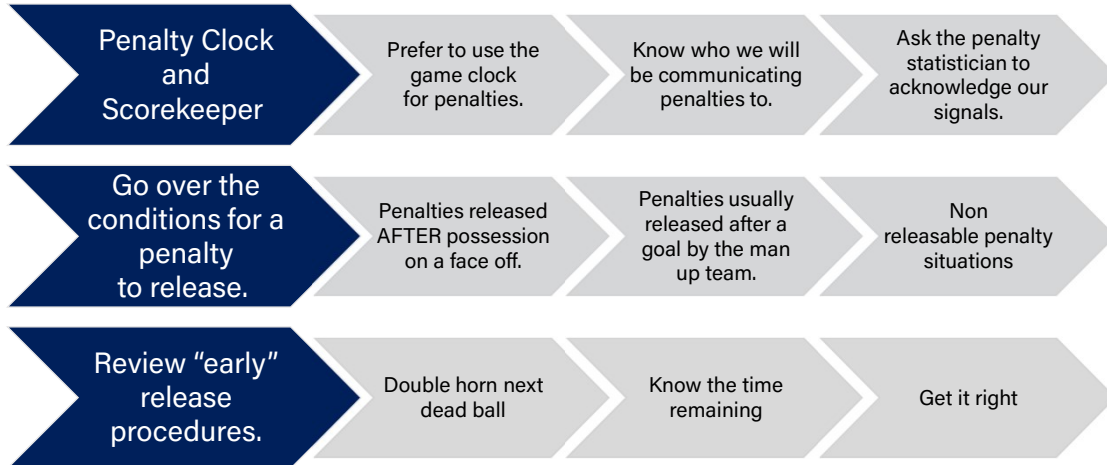 Penalty Clock
and
Scorekeeper
Prefer to use the
game clock
for penalties.
Know who we will
be communicating
penalties to.
Ask the penalty
statistician to
acknowledge our
signals.
Go over the
conditions for a
penalty
to release.
Penalties released
AFTER possession
on a face off.
Penalties usually
released after a
goal by the man
up team.
Non
releasable penalty
situations
Review “early”
release
procedures.
Double horn next
dead ball
Know the time
remaining
Get it right